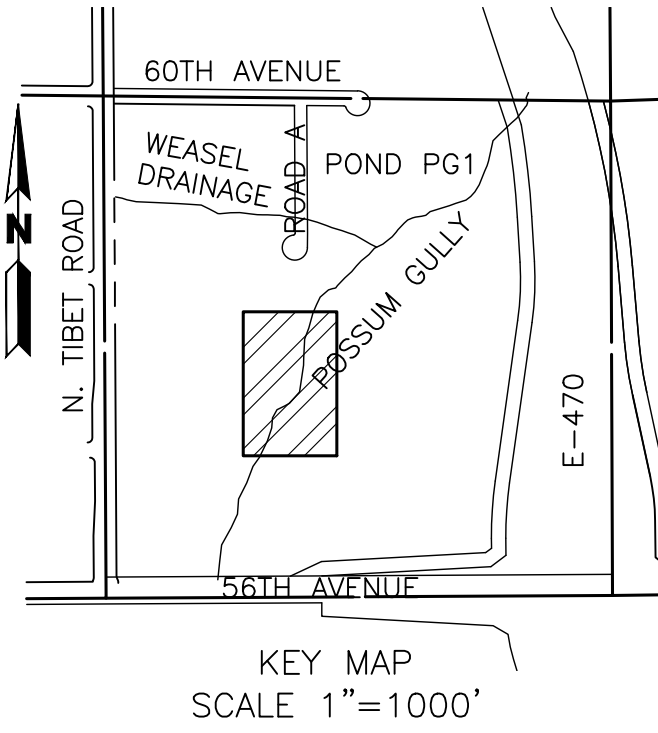 60TH AVENUE
WEASEL
DRAINAGE
ROAD A
POND PG1
N
N. TIBET ROAD
POSSUM GULLY
E-470
56TH AVENUE
KEY MAP
SCALE 1"=1000'